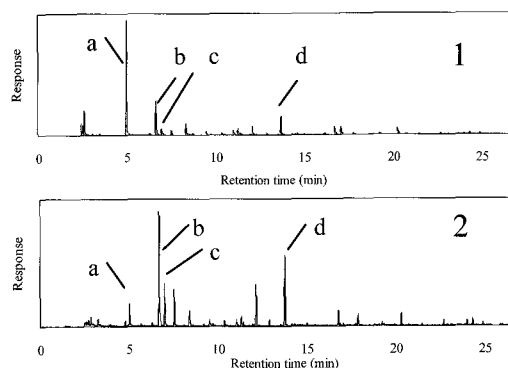 Response
a
b c
d
1
0 5 10 15 20 25
Retention time (min)
Response
a
b
c
d
2
0 5 10 15 20 25
Retention time (min)